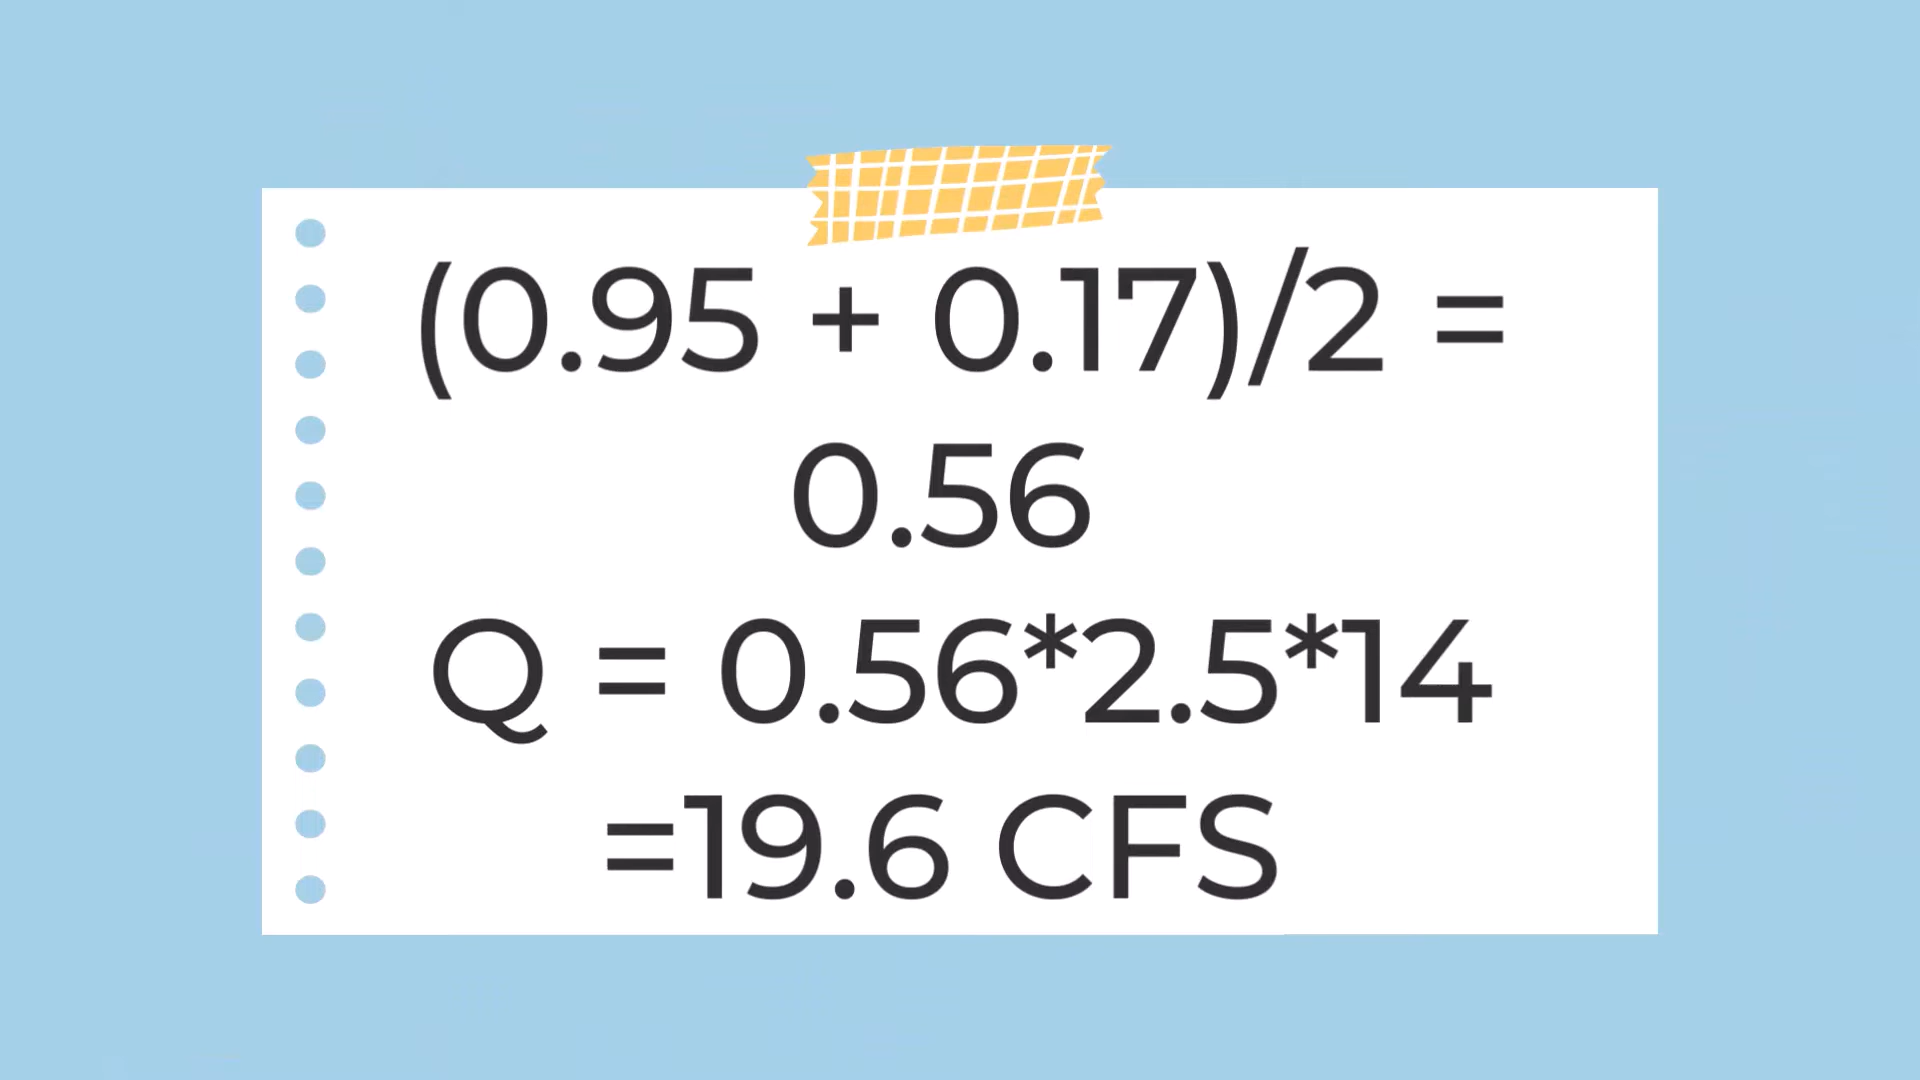 (0.95 + 0.17)/2 =
0.56
Q = 0.56*2.5*14
=19.6 CFS